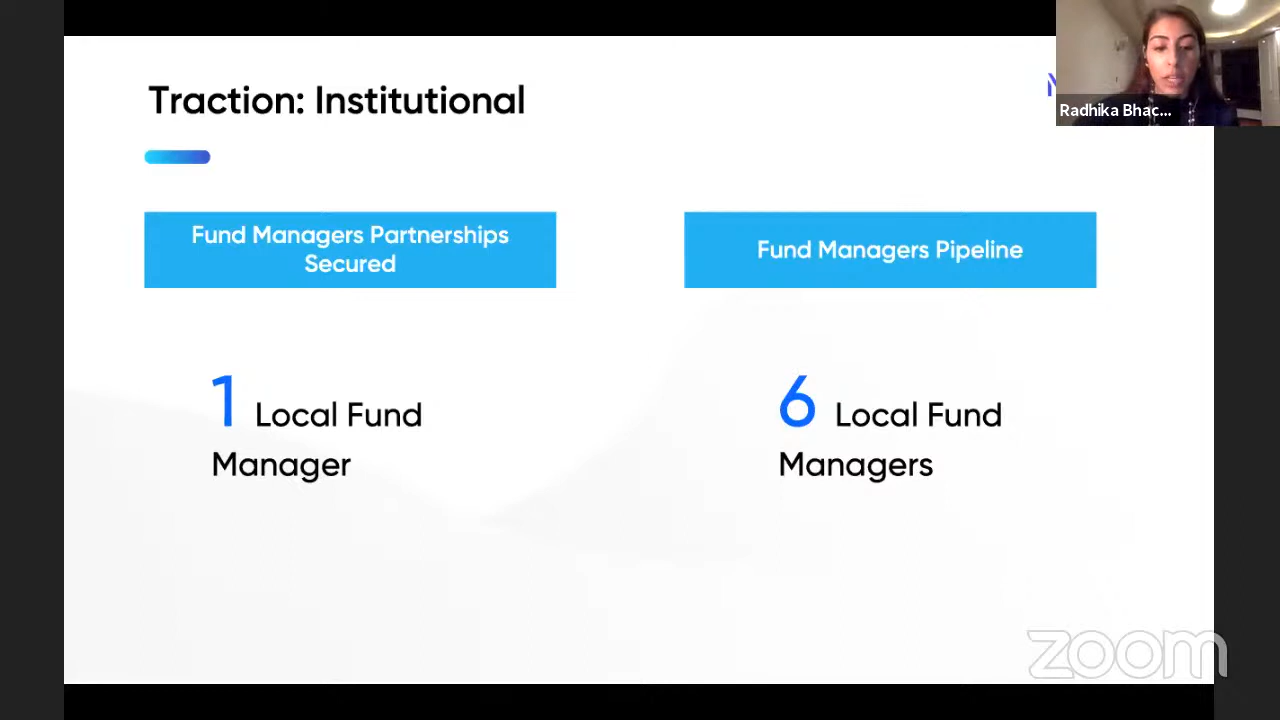 Traction: Institutional
Radhika Bhac...
Fund Managers Partnerships
Secured
Fund Managers Pipeline
1 Local Fund
Manager
6 Local Fund
Managers
zoom